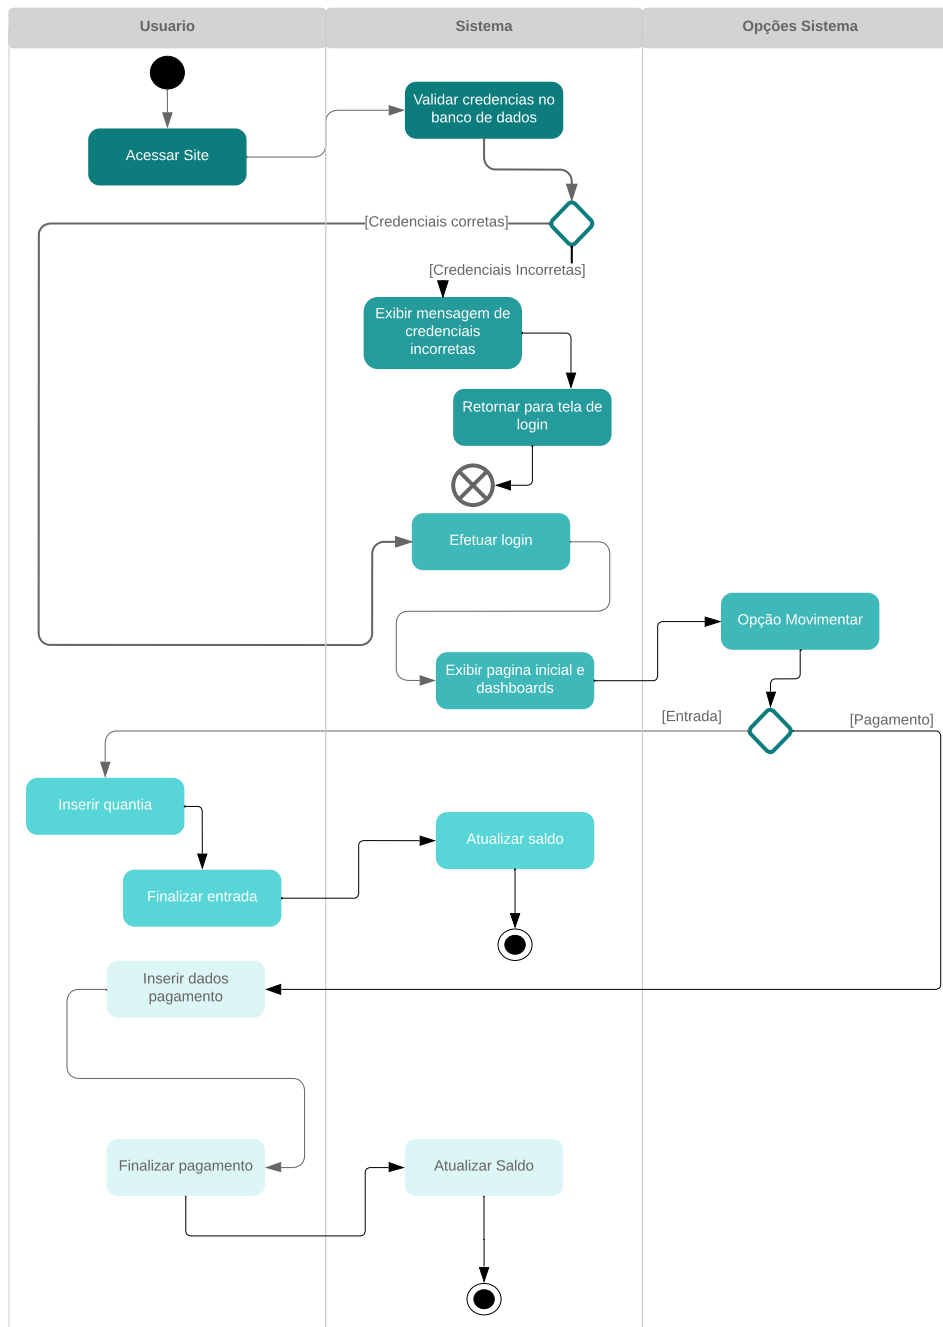 Usuario
Sistema
Opções Sistema
Validar credencias no
banco de dados
Acessar Site
[Credenciais corretas]
[Credenciais Incorretas]
Exibir mensagem de
credenciais
incorretas
Retornar para tela de
login
Efetuar login
Opção Movimentar
Exibir pagina inicial e
dashboards
[Entrada]
[Pagamento]
Inserir quantia
Atualizar saldo
Finalizar entrada
Inserir dados
pagamento
Finalizar pagamento
Atualizar Saldo